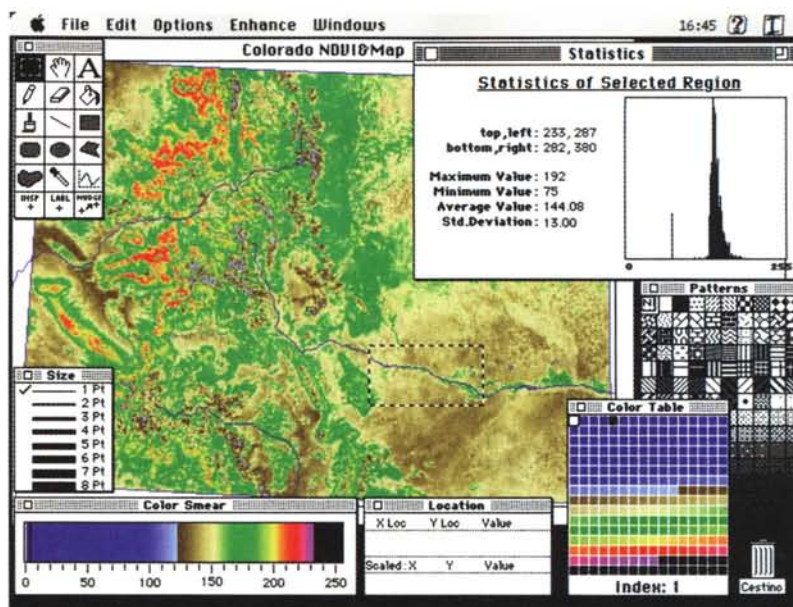 File Edit Options Enhance Windows 16:45
Colorado NDVI&Map
A
INSP LABL NUDGE
Statistics
Statistics of Selected Region
top,left: 233, 287
bottom,right: 282, 380
Maximum Value: 192
Minimum Value: 75
Average Value: 144.08
Std.Deviation: 13.00
0 255
Patterns
N
Size
1 Pt
2 Pt
3 Pt
4 Pt
5 Pt
6 Pt
7 Pt
8 Pt
Color Smear
0 50 100 150 200 250
Location
X Loc Y Loc Value
Scaled:X Y Value
Color Table
Index: 1
Cestino